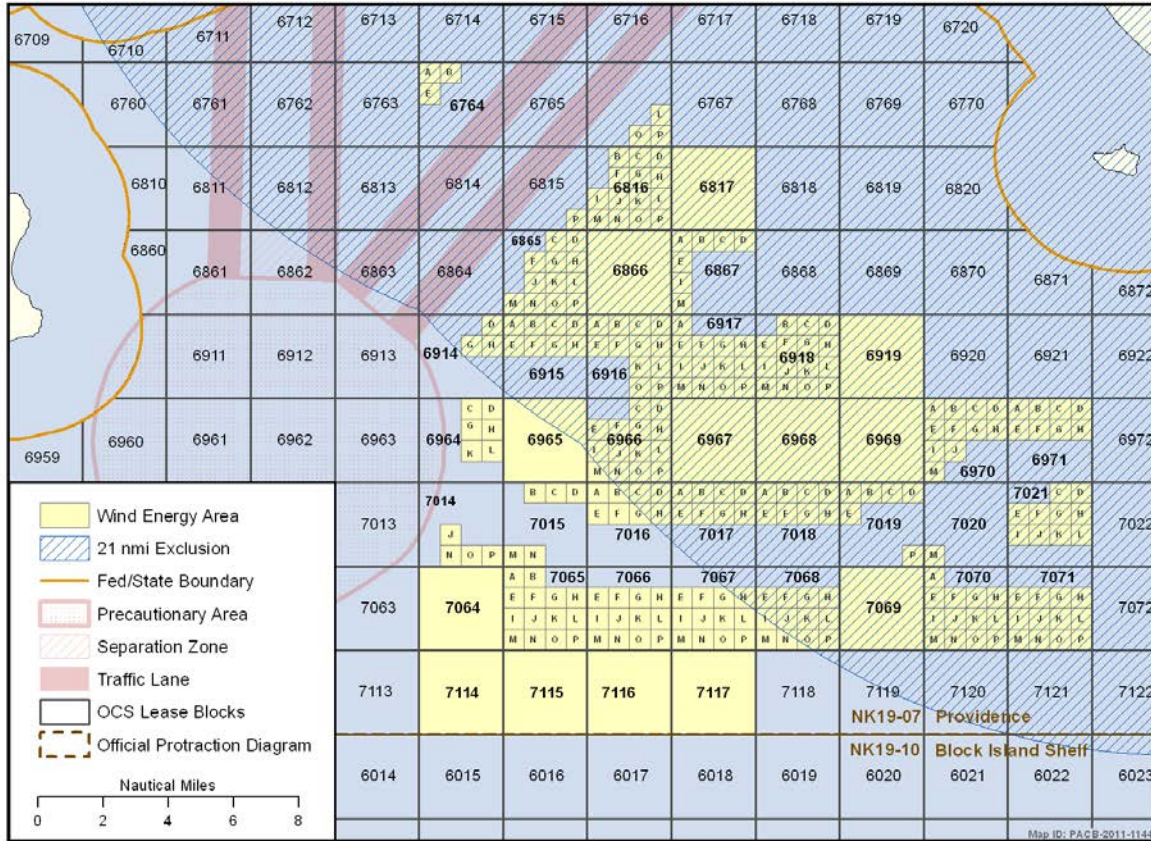 6712 6713 6714 6715 6716 6717 6718 6719 6720
6709 6710 6711
A B
E
6760 6761 6762 6763 6764 6765 6767 6768 6769 6770
L
O P
B C D
F G H
6810 6811 6812 6813 6814 6815 6816 6817 6818 6819 6820
I J K L
P M N O P
6860 6865 C D A B C D
F G H E
6861 6862 6863 6864 J K L 6866 I 6867 6868 6869 6870 6871 6872
M N O P M
D A B C D A B C D A 6917 B C D
G H E F G H E F G H E F G H E F G H
6911 6912 6913 6914 6915 6916 K L I J K L I J K L 6918 6919 6920 6921 6922
O P M N O P M N O P
C D C D A B C D A B C D
G H E F G H E F G H E F G H
6959 6960 6961 6962 6963 6964 K L 6965 6966 I J K L 6967 6968 6969 I J 6970 6971 6972
M N O P M
7014 B C D A B C D A B C D A B C D A B C D 7021 C D
E F G H E F G H E F G H E E F G H
7013 J 7015 7016 7017 7018 7019 7020 I J K L 7022
N O P M N P M
A B 7065 7066 7067 7068 A 7070 7071
E F G H E F G H E F G H E F G H E F G H E F G H
7063 7064 I J K L I J K L I J K L I J K L 7069 I J K L I J K L 7072
M N O P M N O P M N O P M N O P M N O P M N O P
7113 7114 7115 7116 7117 7118 7119 7120 7121 7122
NK19-07 Providence
NK19-10 Block Island Shelf
6014 6015 6016 6017 6018 6019 6020 6021 6022 6023
Wind Energy Area
21 nmi Exclusion
Fed/State Boundary
Precautionary Area
Separation Zone
Traffic Lane
OCS Lease Blocks
Official Protraction Diagram
Nautical Miles
0 2 4 6 8
Map ID: PACB-2011-1144